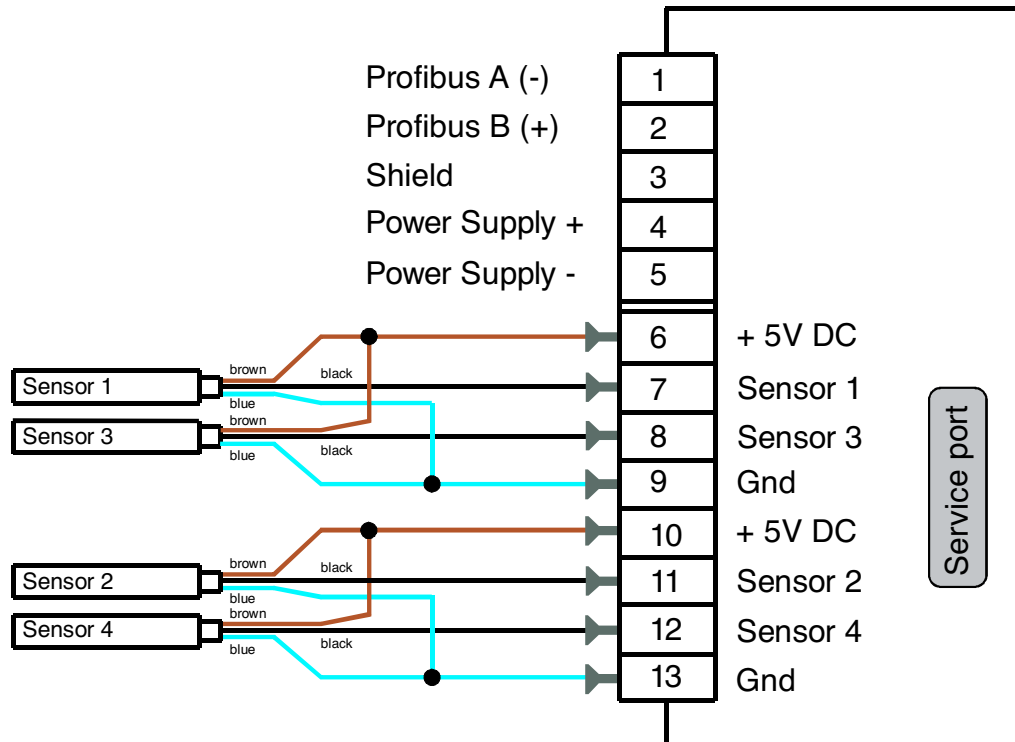 Profibus A (-)
1
Profibus B (+)
2
Shield
3
Power Supply +
4
Power Supply -
5
6
+ 5V DC
brown
black
Sensor 1
7
Sensor 1
blue
brown
Sensor 3
8
Sensor 3
blue
black
9
Gnd
10
+ 5V DC
brown
black
Sensor 2
11
Sensor 2
blue
brown
Sensor 4
12
Sensor 4
blue
black
13
Gnd
Service port